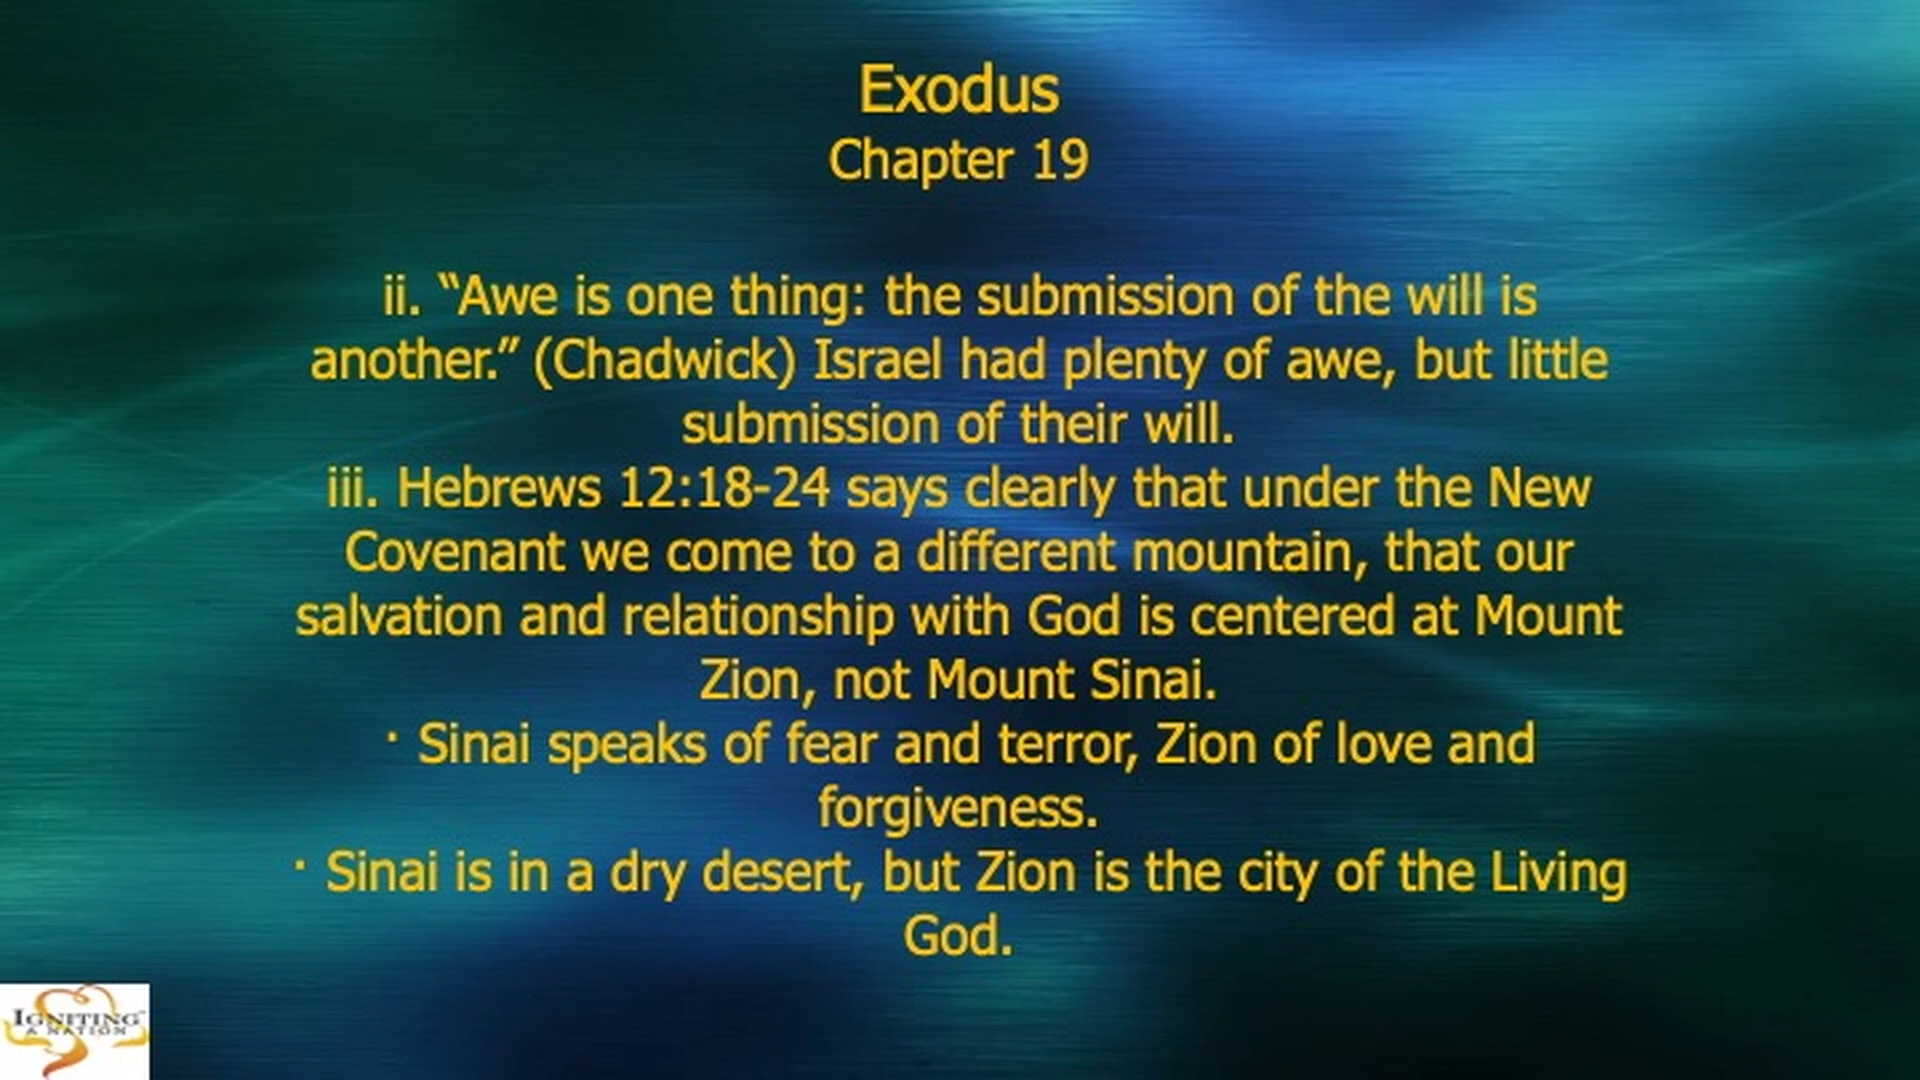 Exodus
Chapter 19
ii. “Awe is one thing: the submission of the will is
another.” (Chadwick) Israel had plenty of awe, but little
submission of their will.
iii. Hebrews 12:18-24 says clearly that under the New
Covenant we come to a different mountain, that our
salvation and relationship with God is centered at Mount
Zion, not Mount Sinai.
· Sinai speaks of fear and terror, Zion of love and
forgiveness.
· Sinai is in a dry desert, but Zion is the city of the Living
God.
IGNITING
A NATION